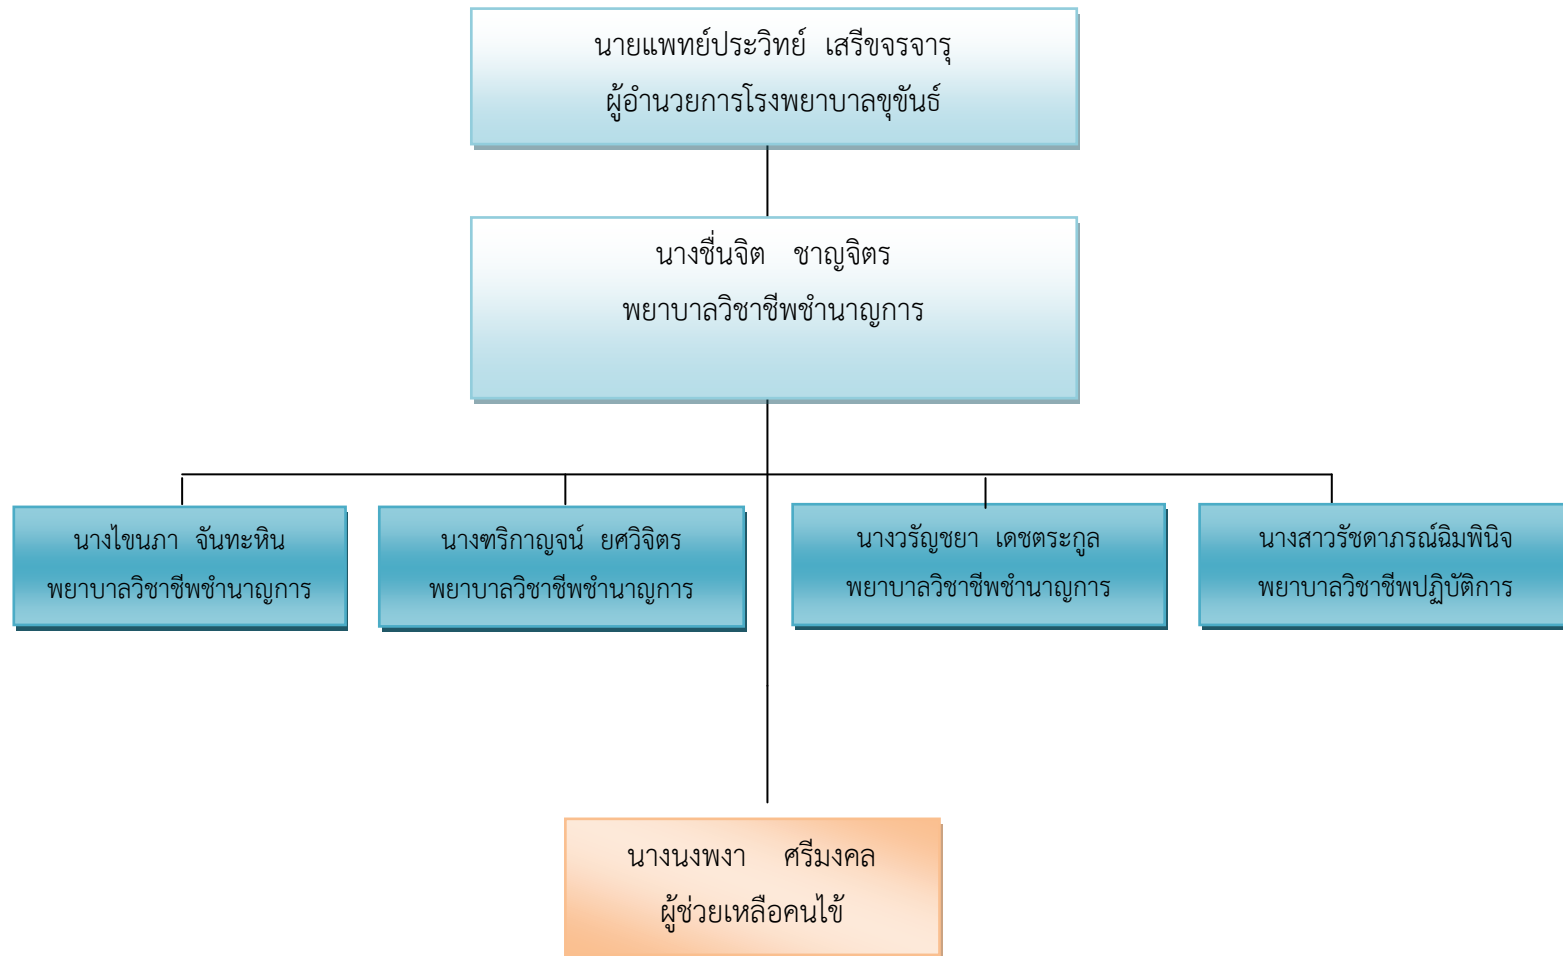 นายแพทย์ประวิทย์ เสรีขจรจารุ
ผู้อำนวยการโรงพยาบาลขุขันธ์
นางชื่นจิต ชาญจิตร
พยาบาลวิชาชีพชำนาญการ
นางไขนภา จันทะหิน
พยาบาลวิชาชีพชำนาญการ
นางฑริกาญจน์ ยศวิจิตร
พยาบาลวิชาชีพชำนาญการ
นางวรัญชยา เดชตระกูล
พยาบาลวิชาชีพชำนาญการ
นางสาวรัชดาภรณ์ฉิมพินิจ
พยาบาลวิชาชีพปฏิบัติการ
นางนงพงา ศรีมงคล
ผู้ช่วยเหลือคนไข้